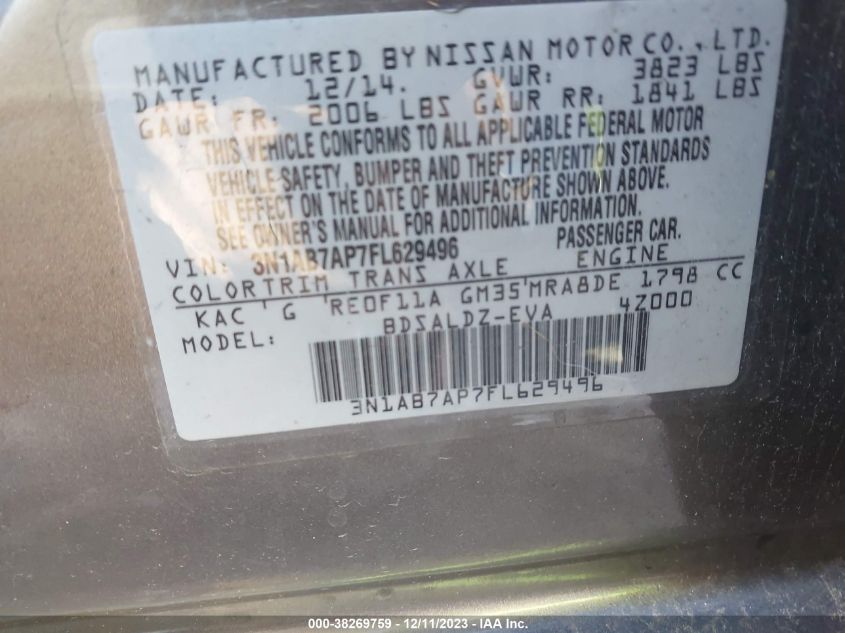 MANUFACTURED BY NISSAN MOTOR CO., LTD.
DATE: 12/14. GVWR: 3823 LBS
GAWR FR: 2006 LBS GAWR RR: 1841 LBS
THIS VEHICLE CONFORMS TO ALL APPLICABLE FEDERAL MOTOR
VEHICLE SAFETY, BUMPER AND THEFT PREVENTION STANDARDS
IN EFFECT ON THE DATE OF MANUFACTURE SHOWN ABOVE.
SEE OWNER'S MANUAL FOR ADDITIONAL INFORMATION.
VIN: 3N1AB7AP7FL629496 PASSENGER CAR.
COLOR TRIM TRANS AXLE ENGINE
KAC G RE0F11A GM35 MRA8DE 1798 CC
MODEL: BDSALDZ-EVA 4Z000
3N1AB7AP7FL629496
000-38269759 — 12/11/2023 — IAA Inc.